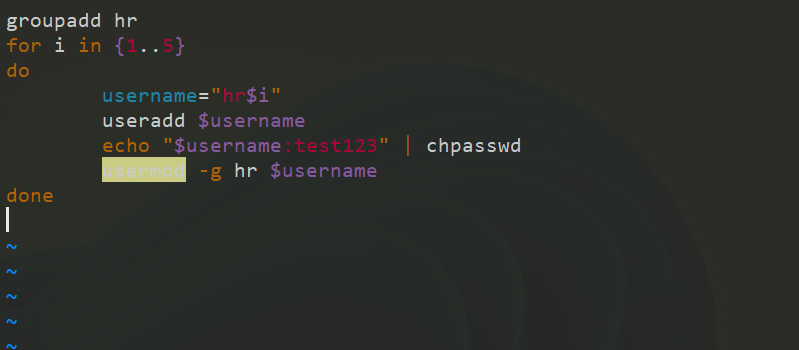 groupadd hr
for i in {1..5}
do
        username="hr$i"
        useradd $username
        echo "$username:test123" | chpasswd
        usermod -g hr $username
done
~
~
~
~
~